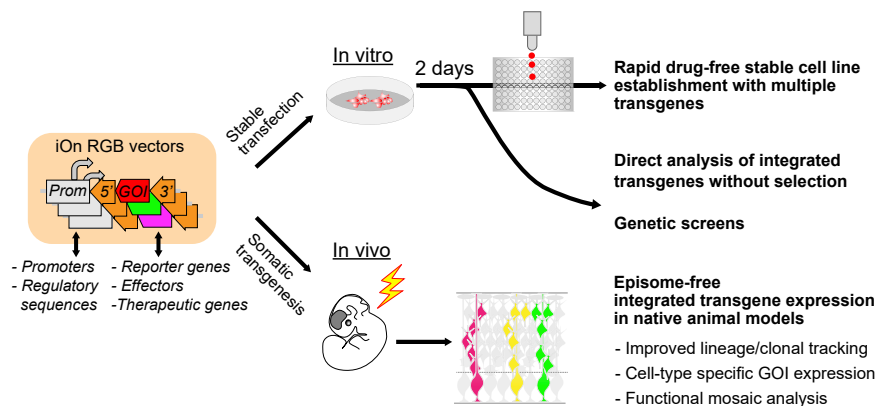 iOn RGB vectors
Prom
5'
GOI
3'
- Promoters
- Regulatory
sequences
- Reporter genes
- Effectors
-Therapeutic genes
Stable
transfection
Somatic
transgenesis
In vitro
2 days
In vivo
Rapid drug-free stable cell line
establishment with multiple
transgenes
Direct analysis of integrated
transgenes without selection
Genetic screens
Episome-free
integrated transgene expression
in native animal models
- Improved lineage/clonal tracking
- Cell-type specific GOI expression
- Functional mosaic analysis